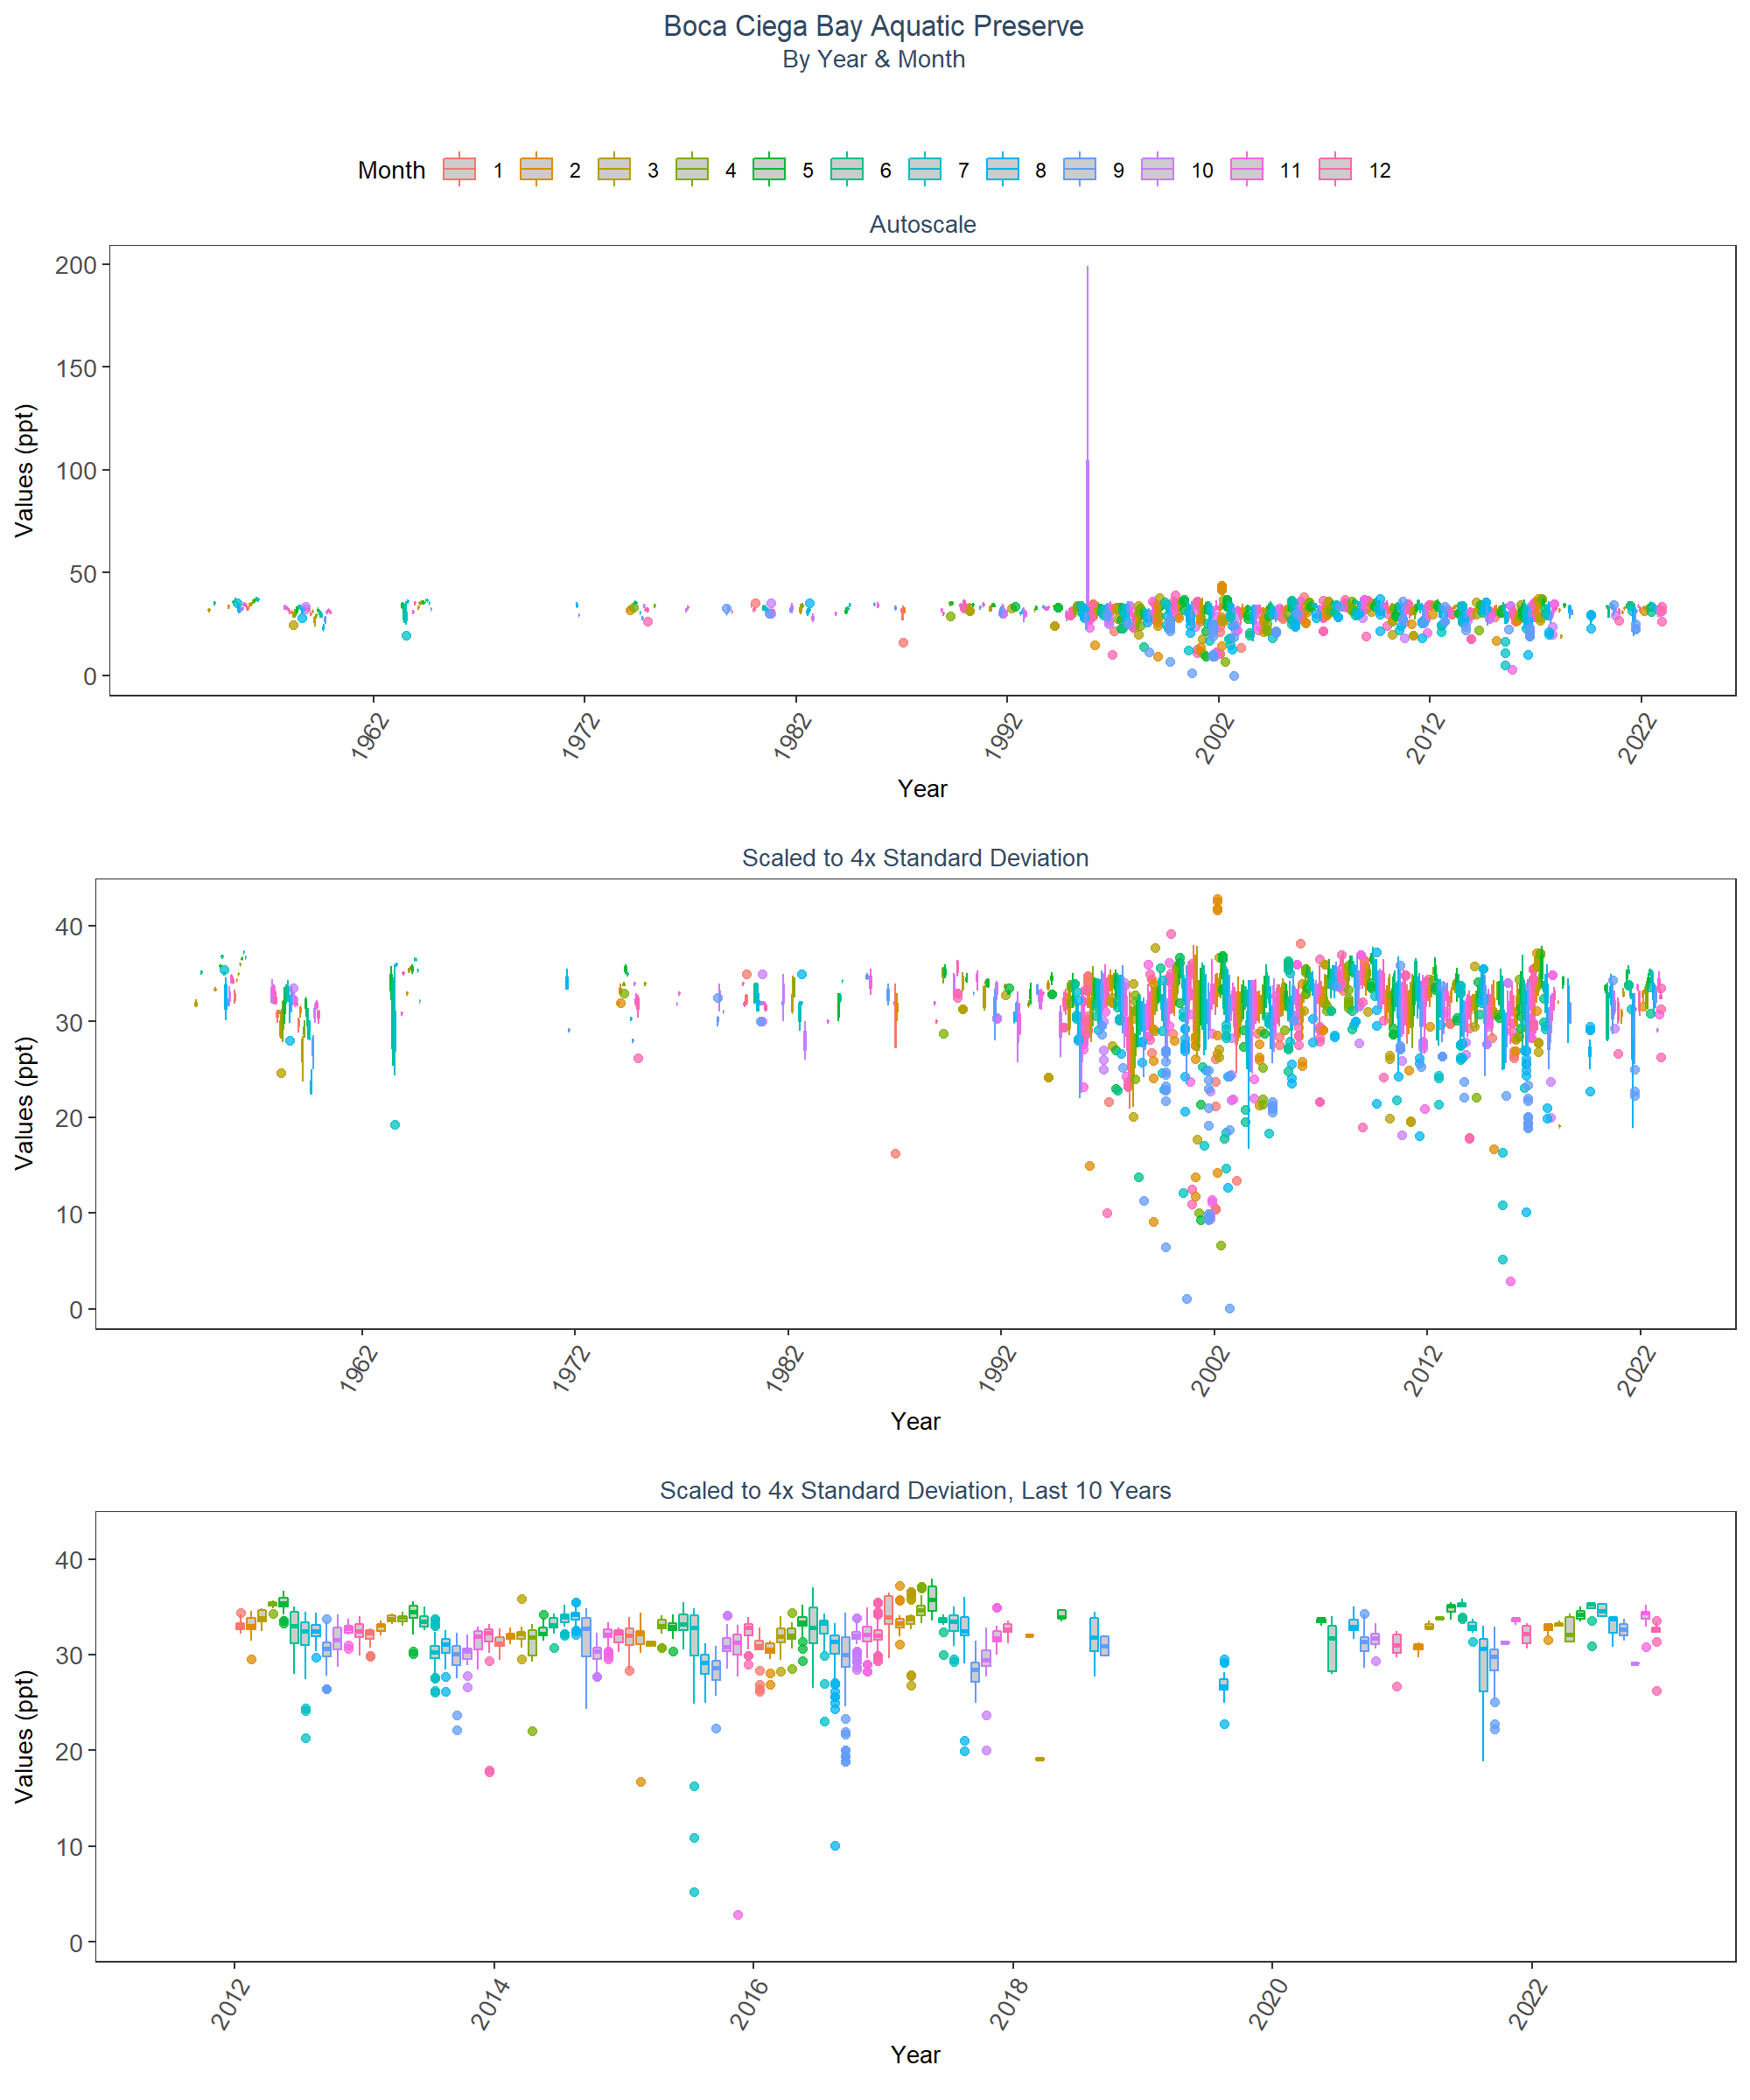 Boca Ciega Bay Aquatic Preserve
By Year & Month
Month 1 2 3 4 5 6 7 8 9 10 11 12
Autoscale
Values (ppt)
200
150
100
50
0
1962 1972 1982 1992 2002 2012 2022
Year
Scaled to 4x Standard Deviation
Values (ppt)
40
30
20
10
0
1962 1972 1982 1992 2002 2012 2022
Year
Scaled to 4x Standard Deviation, Last 10 Years
Values (ppt)
40
30
20
10
0
2012 2014 2016 2018 2020 2022
Year